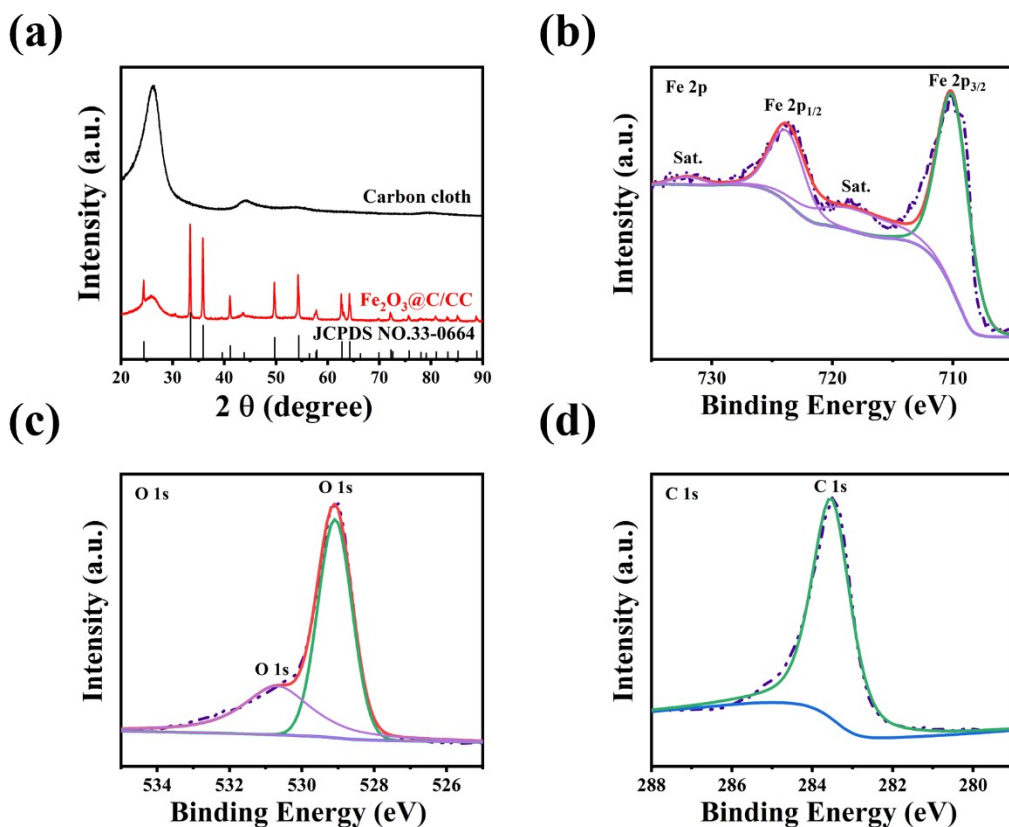 (a)
Intensity (a.u.)
Carbon cloth
Fe₂O₃@C/CC
JCPDS NO.33-0664
20 30 40 50 60 70 80 90
2 θ (degree)
(b)
Intensity (a.u.)
Fe 2p
Fe 2p₃/₂
Fe 2p₁/₂
Sat.
Sat.
730 720 710
Binding Energy (eV)
(c)
Intensity (a.u.)
O 1s
O 1s
O 1s
534 532 530 528 526
Binding Energy (eV)
(d)
Intensity (a.u.)
C 1s
C 1s
288 286 284 282 280
Binding Energy (eV)